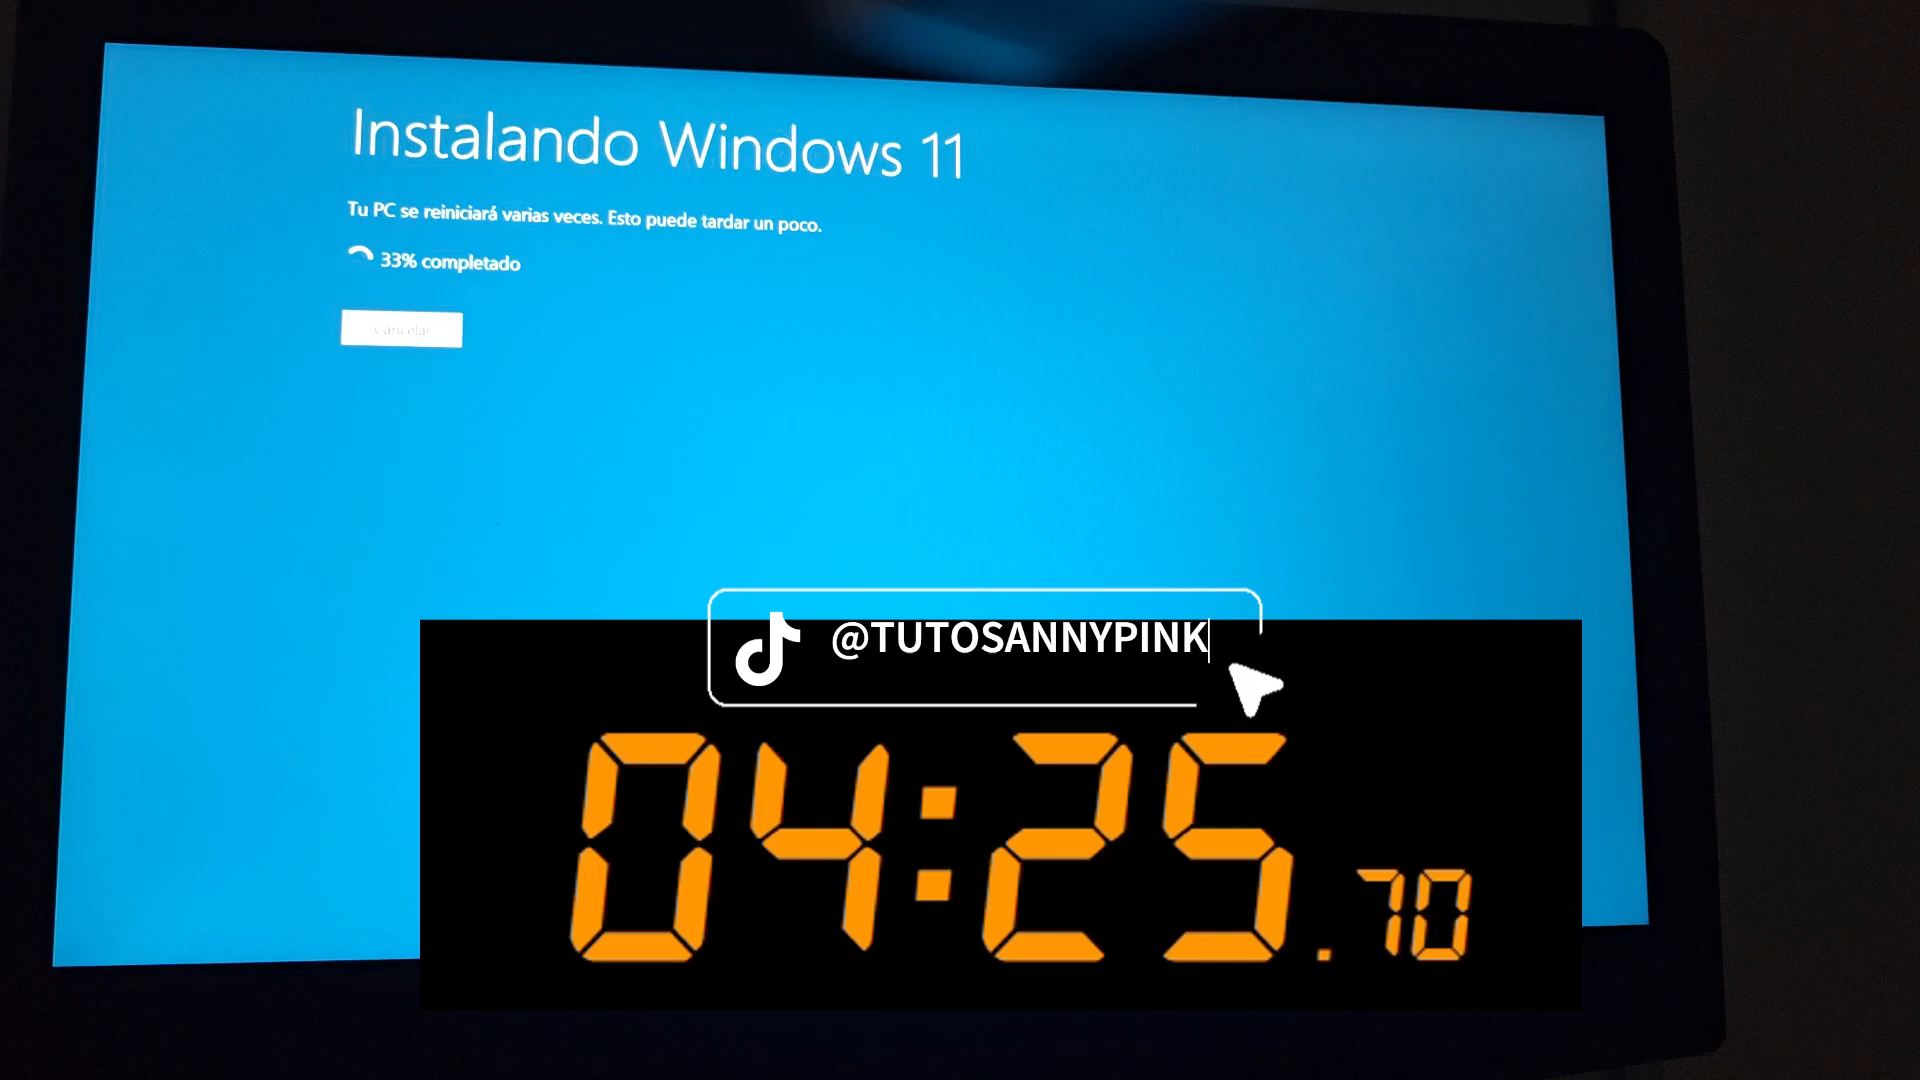 Instalando Windows 11
Tu PC se reiniciará varias veces. Esto puede tardar un poco.
33% completado
Cancelar
@TUTOSANNYPINK
04:25.70